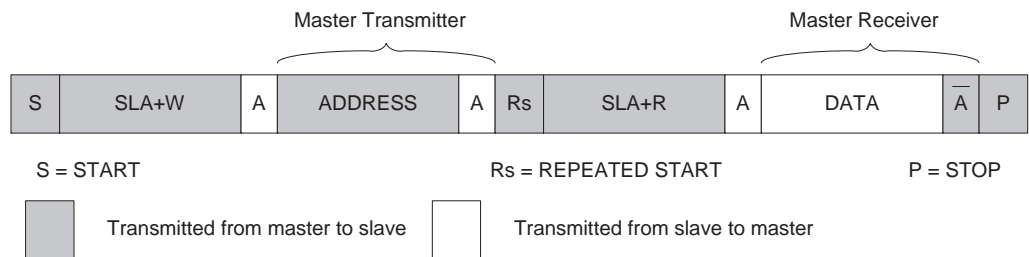 Master Transmitter Master Receiver
S SLA+W A ADDRESS A Rs SLA+R A DATA A̅ P
S = START Rs = REPEATED START P = STOP
Transmitted from master to slave Transmitted from slave to master